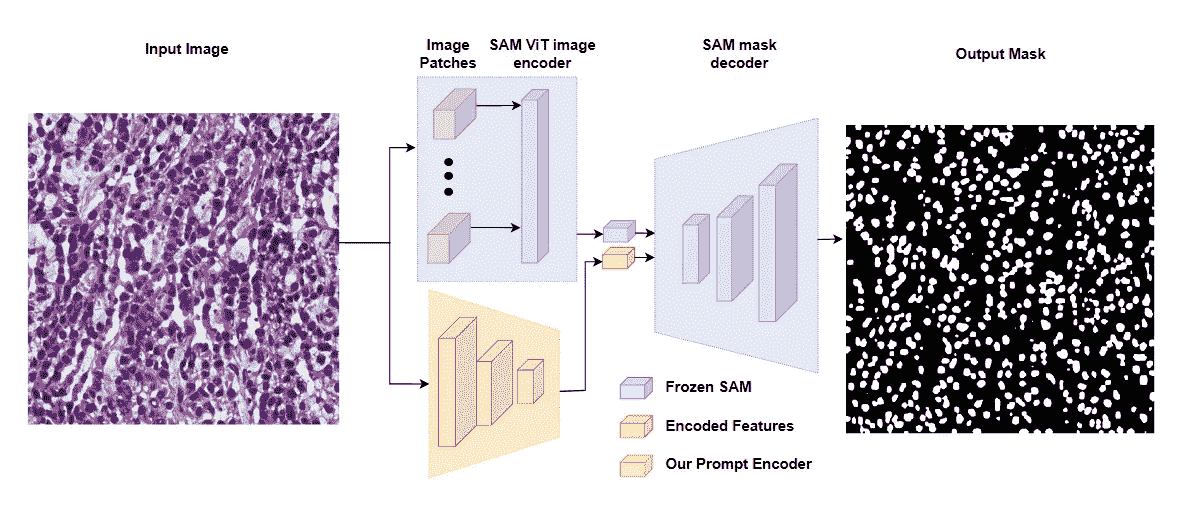 Input Image
Image
Patches
SAM ViT image
encoder
SAM mask
decoder
Output Mask
Frozen SAM
Encoded Features
Our Prompt Encoder